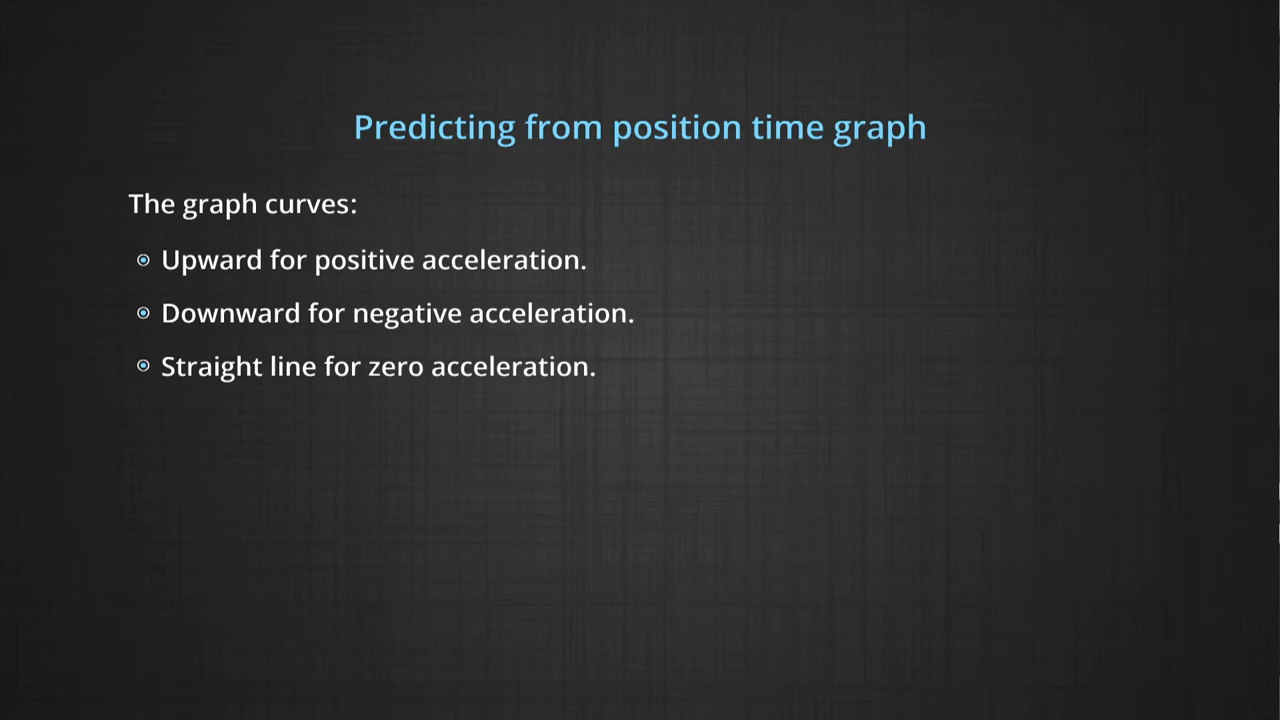 Predicting from position time graph
The graph curves:
Upward for positive acceleration.
Downward for negative acceleration.
Straight line for zero acceleration.